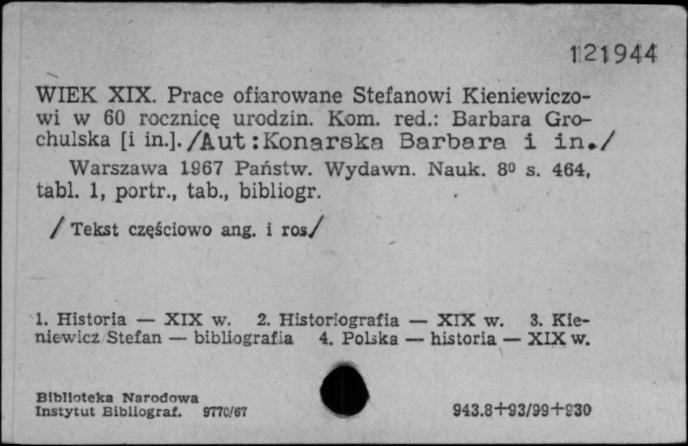 121944
WIEK XIX. Prace ofiarowane Stefanowi Kieniewiczo-
wi w 60 rocznicę urodzin. Kom. red.: Barbara Gro-
chulska [i in.]./Aut:Konarska Barbara i in./
Warszawa 1967 Państw. Wydawn. Nauk. 8⁰ s. 464,
tabl. 1, portr., tab., bibliogr.
/ Tekst częściowo ang. i ros/
1. Historia — XIX w. 2. Historiografia — XIX w. 3. Kie-
niewicz Stefan — bibliografia 4. Polska — historia — XIX w.
Biblioteka Narodowa
Instytut Bibliograf. 9770/67
943.8+93/99+930